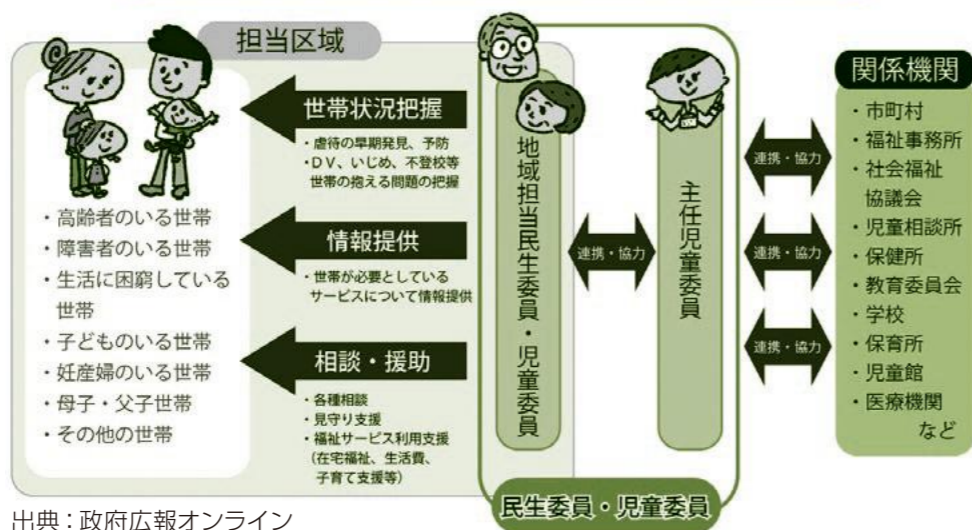 担当区域
・高齢者のいる世帯
・障害者のいる世帯
・生活に困窮している
世帯
・子どものいる世帯
・妊産婦のいる世帯
・母子・父子世帯
・その他の世帯
世帯状況把握
・虐待の早期発見、予防
・DV、いじめ、不登校等
世帯の抱える問題の把握
情報提供
・世帯が必要としている
サービスについて情報提供
相談・援助
・各種相談
・見守り支援
・福祉サービス利用支援
(在宅福祉、生活費、
子育て支援等)
地域担当民生委員・児童委員
連携・協力
主任児童委員
民生委員・児童委員
連携・協力
連携・協力
連携・協力
関係機関
・市町村
・福祉事務所
・社会福祉
協議会
・児童相談所
・保健所
・教育委員会
・学校
・保育所
・児童館
・医療機関
など
出典：政府広報オンライン